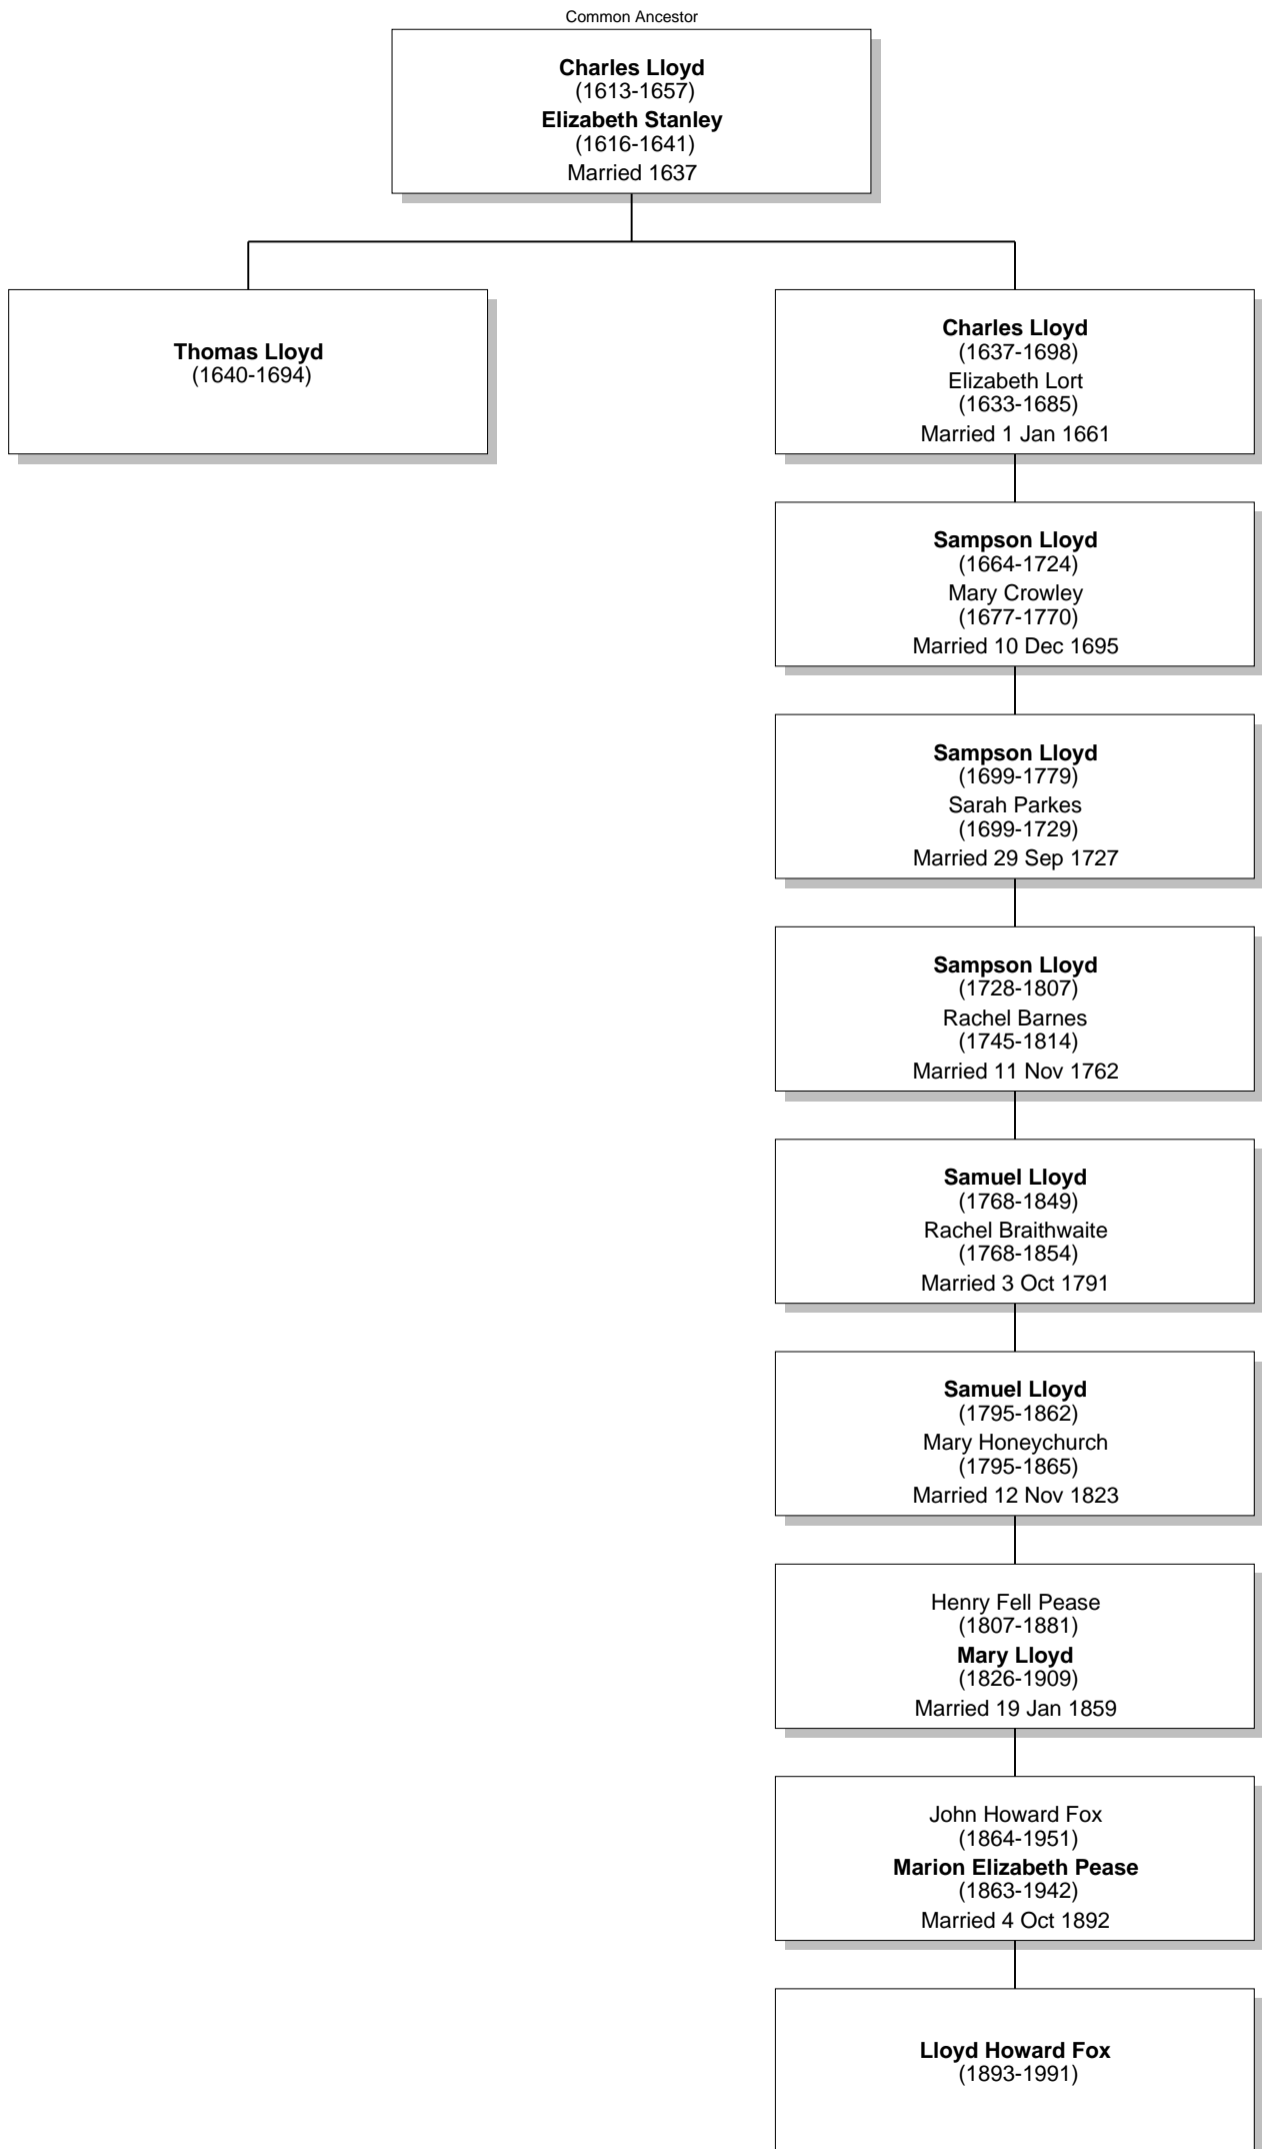 Common Ancestor
Charles Lloyd
(1613-1657)
Elizabeth Stanley
(1616-1641)
Married 1637
Thomas Lloyd
(1640-1694)
Charles Lloyd
(1637-1698)
Elizabeth Lort
(1633-1685)
Married 1 Jan 1661
Sampson Lloyd
(1664-1724)
Mary Crowley
(1677-1770)
Married 10 Dec 1695
Sampson Lloyd
(1699-1779)
Sarah Parkes
(1699-1729)
Married 29 Sep 1727
Sampson Lloyd
(1728-1807)
Rachel Barnes
(1745-1814)
Married 11 Nov 1762
Samuel Lloyd
(1768-1849)
Rachel Braithwaite
(1768-1854)
Married 3 Oct 1791
Samuel Lloyd
(1795-1862)
Mary Honeychurch
(1795-1865)
Married 12 Nov 1823
Henry Fell Pease
(1807-1881)
Mary Lloyd
(1826-1909)
Married 19 Jan 1859
John Howard Fox
(1864-1951)
Marion Elizabeth Pease
(1863-1942)
Married 4 Oct 1892
Lloyd Howard Fox
(1893-1991)